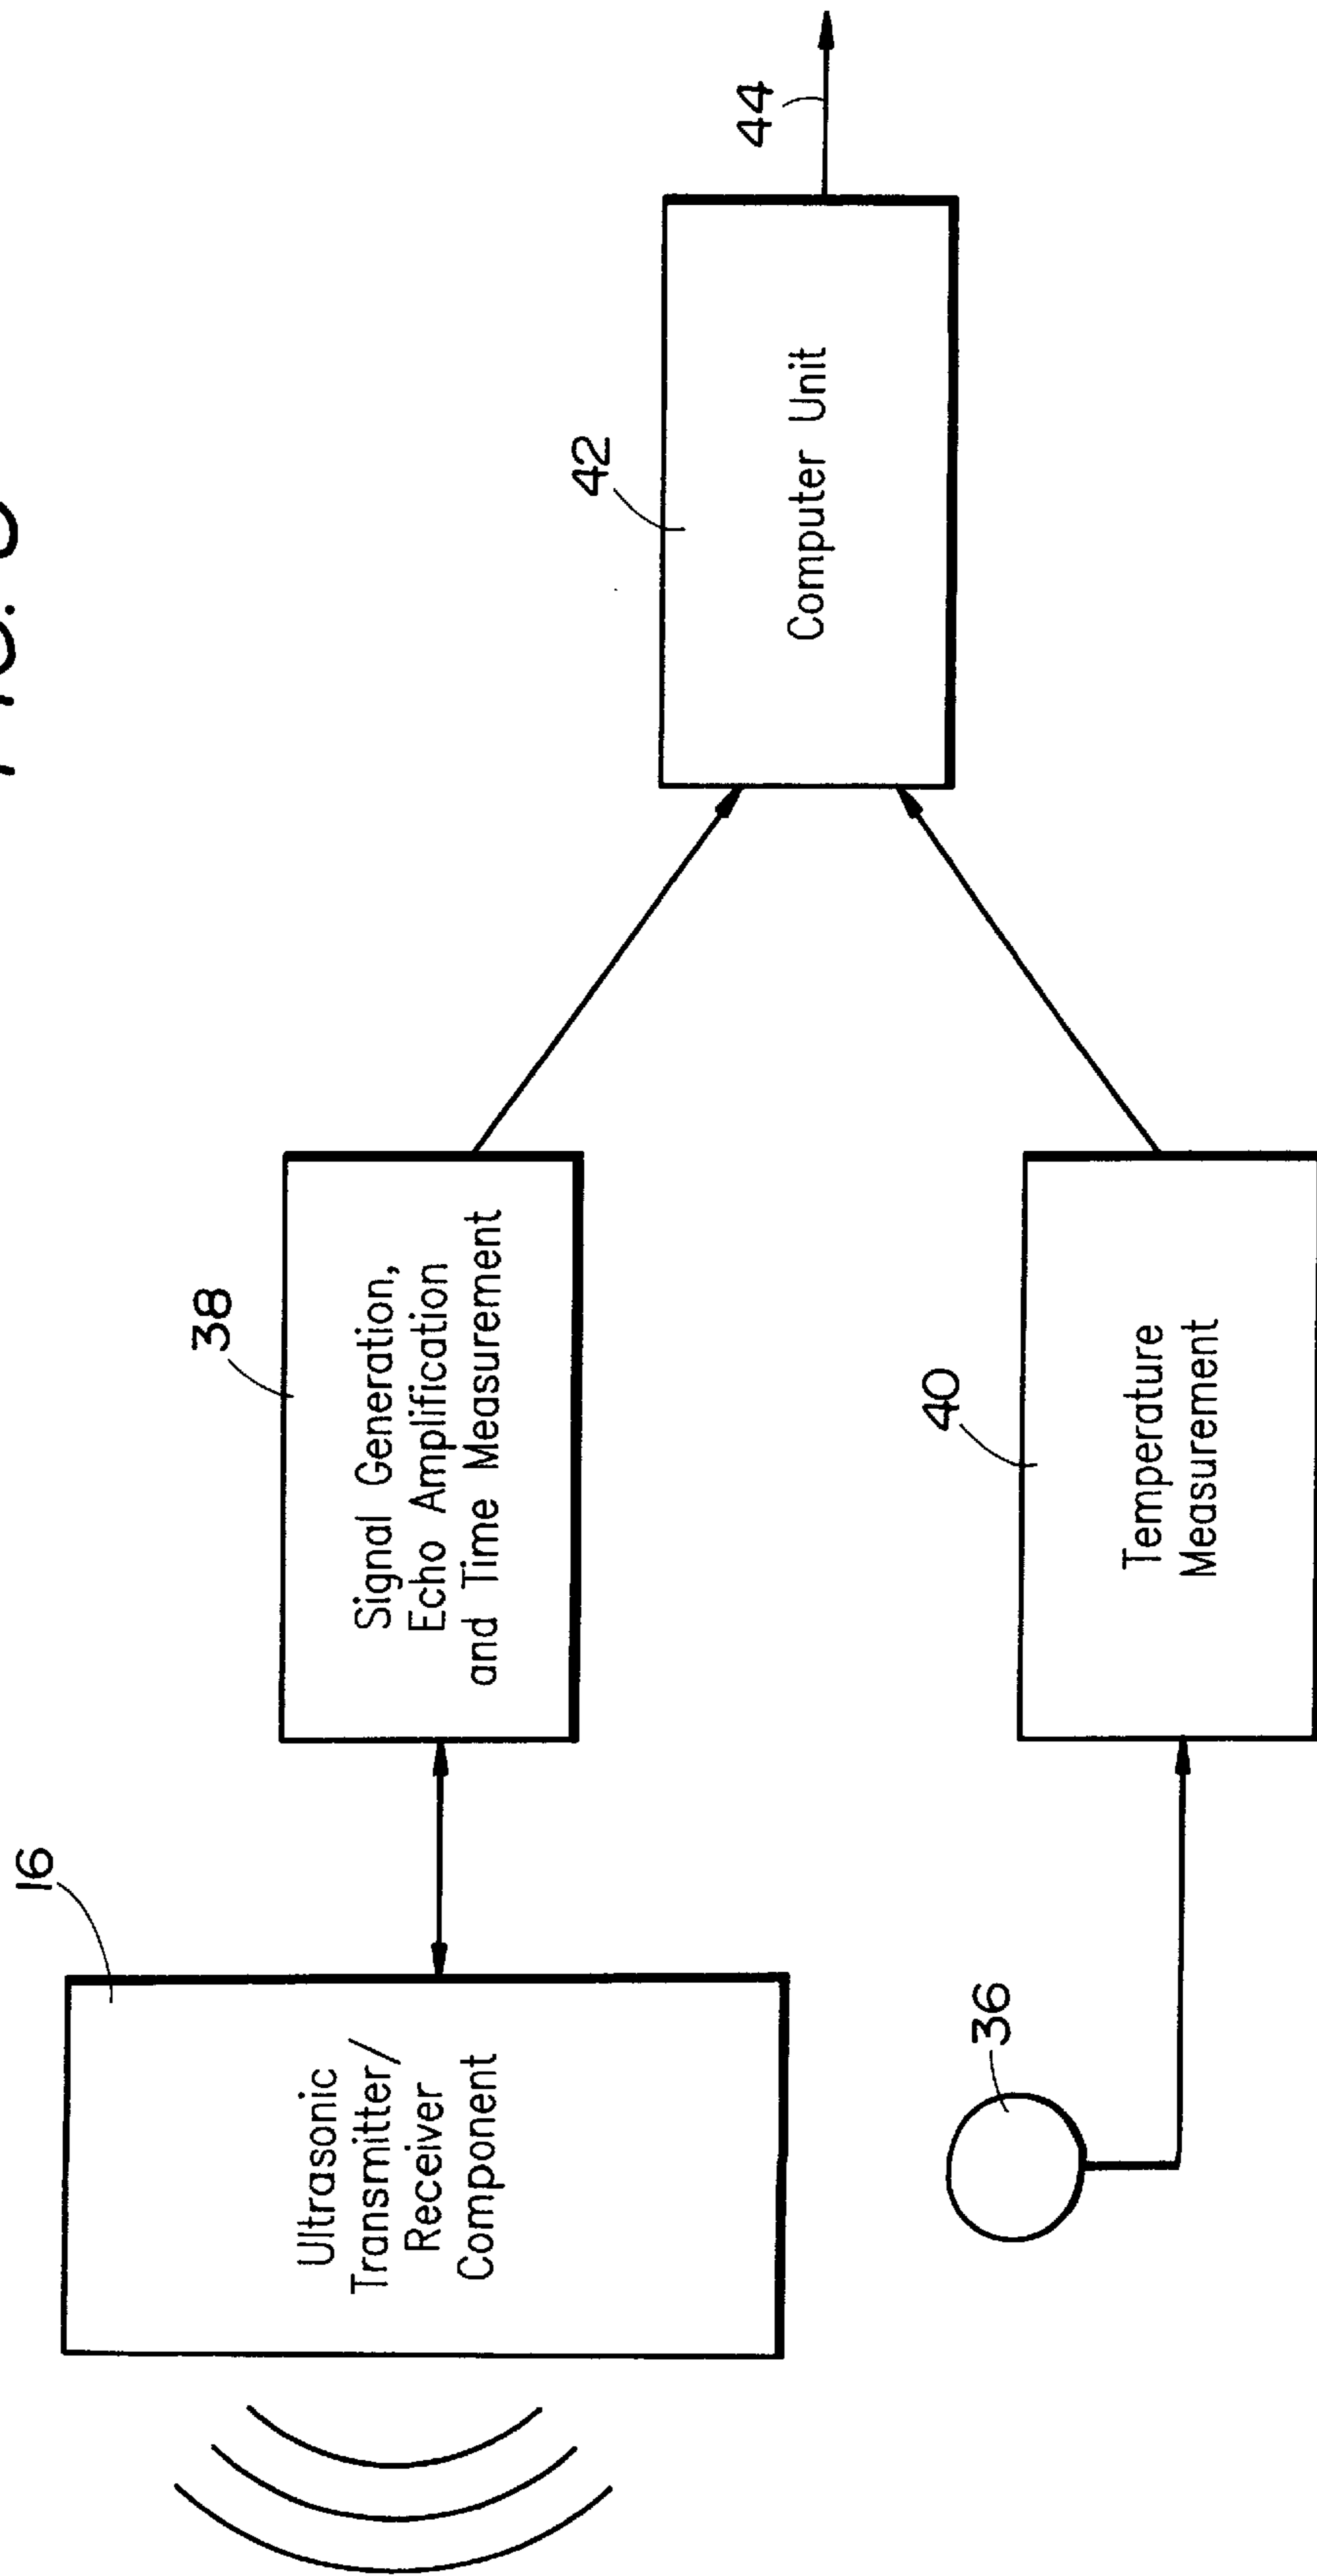 FIG.
16
Ultrasonic
Transmitter/
Receiver
Component
38
Signal Generation,
Echo Amplification
and Time Measurement
42
Computer Unit
44
36
40
Temperature
Measurement